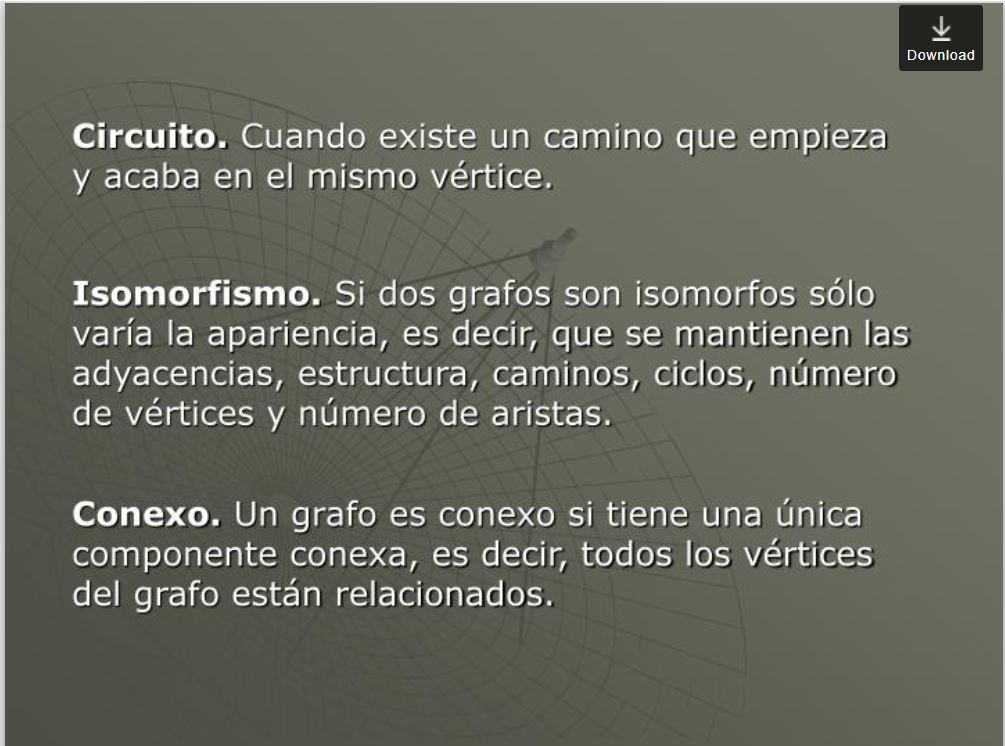 Download
Circuito. Cuando existe un camino que empieza
y acaba en el mismo vértice.
Isomorfismo. Si dos grafos son isomorfos sólo
varía la apariencia, es decir, que se mantienen las
adyacencias, estructura, caminos, ciclos, número
de vértices y número de aristas.
Conexo. Un grafo es conexo si tiene una única
componente conexa, es decir, todos los vértices
del grafo están relacionados.